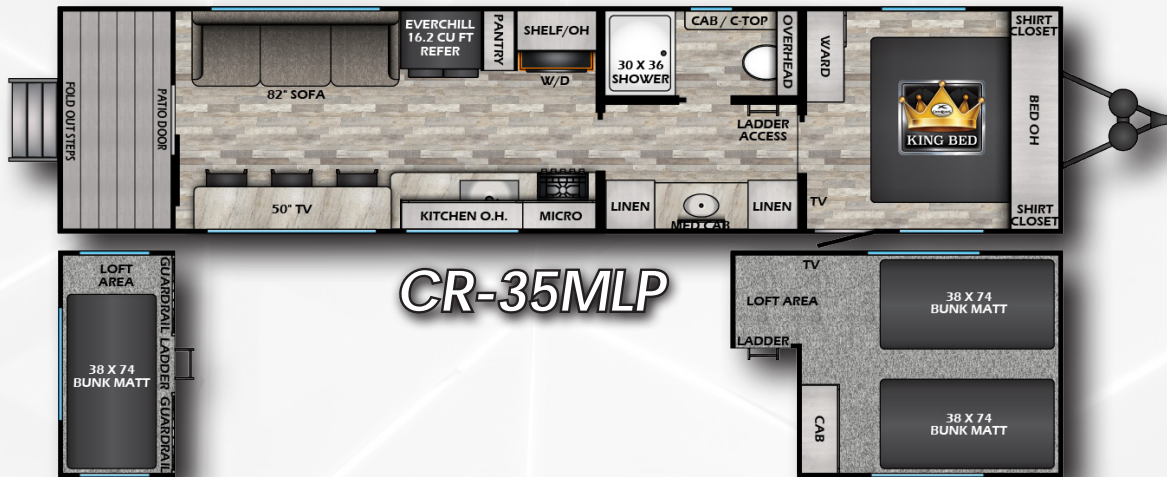 FOLD OUT STEPS
PATIO DOOR
82" SOFA
EVERCHILL
16.2 CU FT
REFER
PANTRY
SHELF/OH
W/D
30 X 36
SHOWER
CAB / C-TOP
OVERHEAD
LADDER
ACCESS
WARD
KING BED
SHIRT
CLOSET
BED OH
SHIRT
CLOSET
50" TV
KITCHEN O.H.
MICRO
LINEN
MED CAB
LINEN
TV
CR-35MLP
LOFT
AREA
38 X 74
BUNK MATT
GUARDRAIL
LADDER
GUARDRAIL
TV
LOFT AREA
LADDER
CAB
38 X 74
BUNK MATT
38 X 74
BUNK MATT